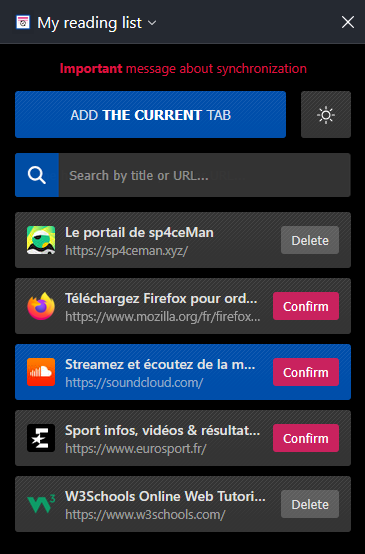 My reading list
Important message about synchronization
ADD THE CURRENT TAB
Search by title or URL...
Le portail de sp4ceMan
https://sp4ceman.xyz/
Delete
Téléchargez Firefox pour ord...
https://www.mozilla.org/fr/firefox...
Confirm
Streamez et écoutez de la m...
https://soundcloud.com/
Confirm
Sport infos, vidéos & résultat...
https://www.eurosport.fr/
Confirm
W3Schools Online Web Tutori...
https://www.w3schools.com/
Delete